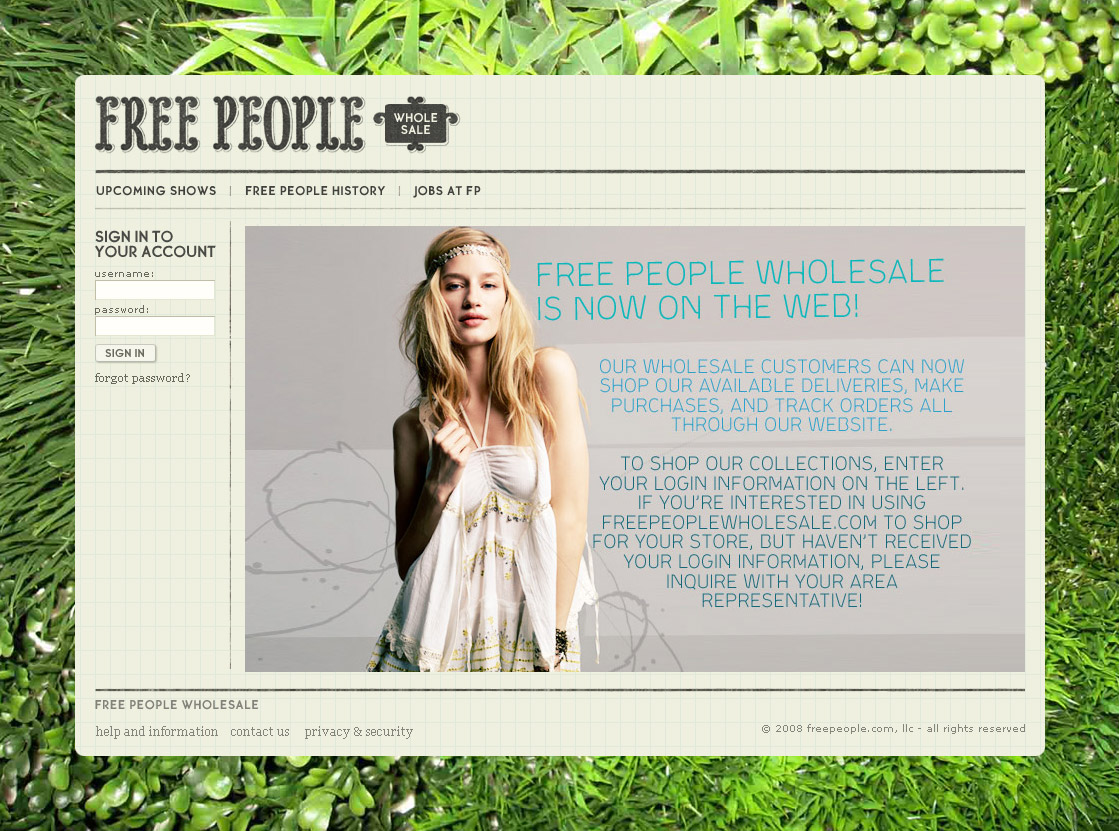 FREE PEOPLE
WHOLE
SALE
UPCOMING SHOWS | FREE PEOPLE HISTORY | JOBS AT FP
SIGN IN TO
YOUR ACCOUNT
username:
password:
SIGN IN
forgot password?
FREE PEOPLE WHOLESALE
IS NOW ON THE WEB!
OUR WHOLESALE CUSTOMERS CAN NOW
SHOP OUR AVAILABLE DELIVERIES, MAKE
PURCHASES, AND TRACK ORDERS ALL
THROUGH OUR WEBSITE.
TO SHOP OUR COLLECTIONS, ENTER
YOUR LOGIN INFORMATION ON THE LEFT.
IF YOU'RE INTERESTED IN USING
FREEPEOPLEWHOLESALE.COM TO SHOP
FOR YOUR STORE, BUT HAVEN'T RECEIVED
YOUR LOGIN INFORMATION, PLEASE
INQUIRE WITH YOUR AREA
REPRESENTATIVE!
FREE PEOPLE WHOLESALE
help and information contact us privacy & security
© 2008 freepeople.com, llc - all rights reserved